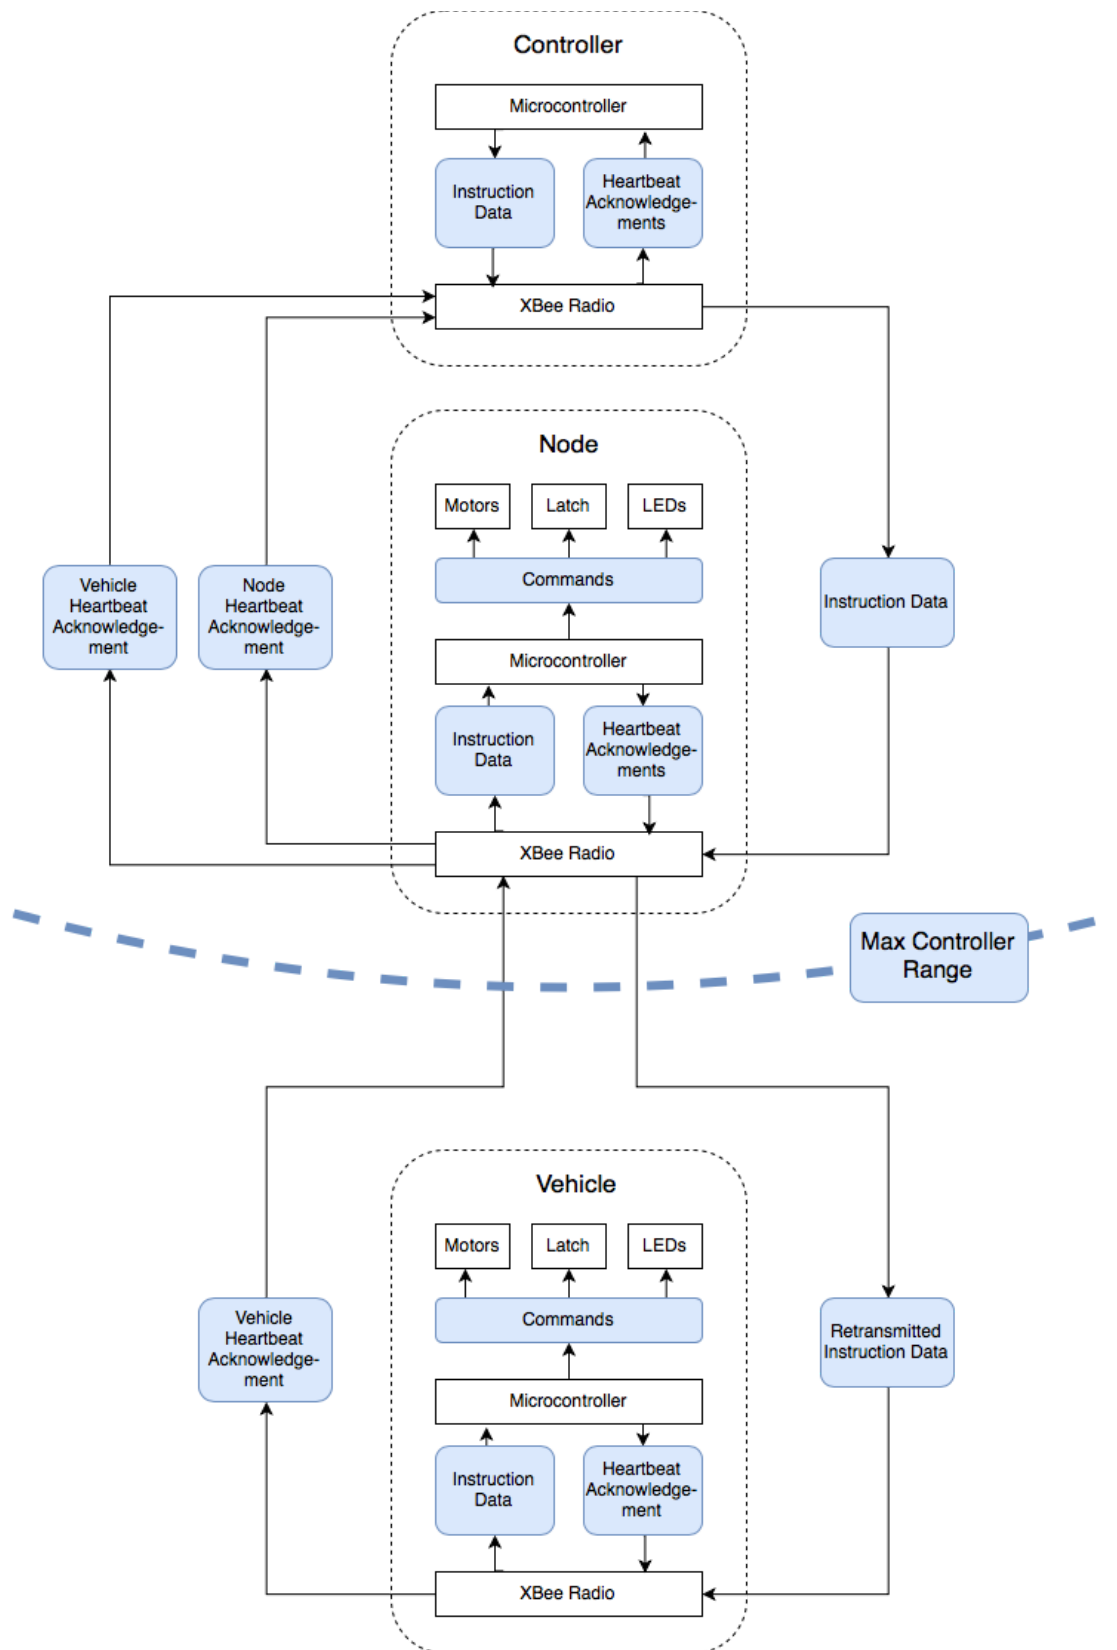 Controller
Microcontroller
Instruction
Data
Heartbeat
Acknowledge-
ments
XBee Radio
Node
Motors
Latch
LEDs
Commands
Vehicle
Heartbeat
Acknowledge-
ment
Node
Heartbeat
Acknowledge-
ment
Instruction Data
Microcontroller
Instruction
Data
Heartbeat
Acknowledge-
ments
XBee Radio
Max Controller
Range
Vehicle
Motors
Latch
LEDs
Commands
Vehicle
Heartbeat
Acknowledge-
ment
Retransmitted
Instruction Data
Microcontroller
Instruction
Data
Heartbeat
Acknowledge-
ment
XBee Radio